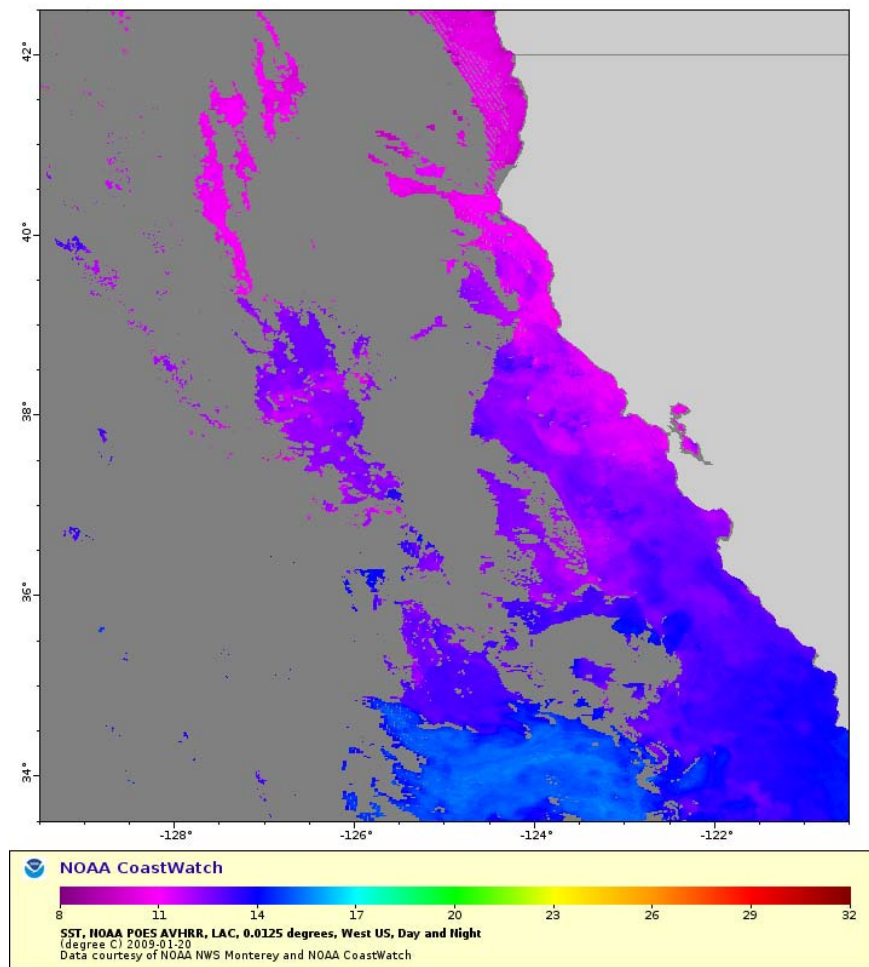 42°
40°
38°
36°
34°
-128° -126° -124° -122°
NOAA CoastWatch
8 11 14 17 20 23 26 29 32
SST, NOAA POES AVHRR, LAC, 0.0125 degrees, West US, Day and Night
(degree C) 2009-01-20
Data courtesy of NOAA NWS Monterey and NOAA CoastWatch